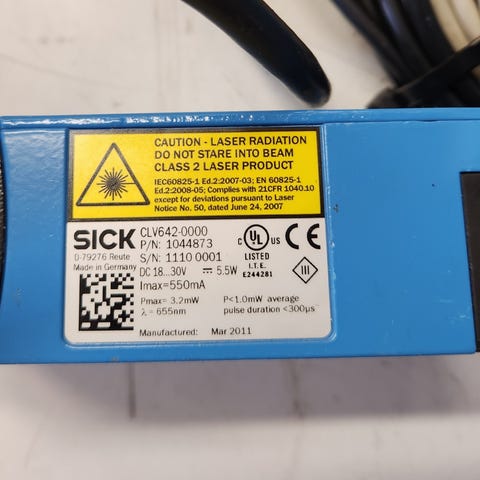 CAUTION - LASER RADIATION
DO NOT STARE INTO BEAM
CLASS 2 LASER PRODUCT
IEC60825-1 Ed.2:2007-03; EN 60825-1
Ed.2:2008-05; Complies with 21CFR 1040.10
except for deviations pursuant to Laser
Notice No. 50, dated June 24, 2007
SICK
D-79276 Reute
Made in Germany
CLV642-0000
P/N: 1044873
S/N: 1110 0001
DC 18...30V ⎓ 5.5W
Imax=550mA
Pmax= 3.2mW
λ = 655nm
P<1.0mW average
pulse duration <300µs
Manufactured: Mar 2011
C UL US CE
LISTED
I.T.E.
E244281
III